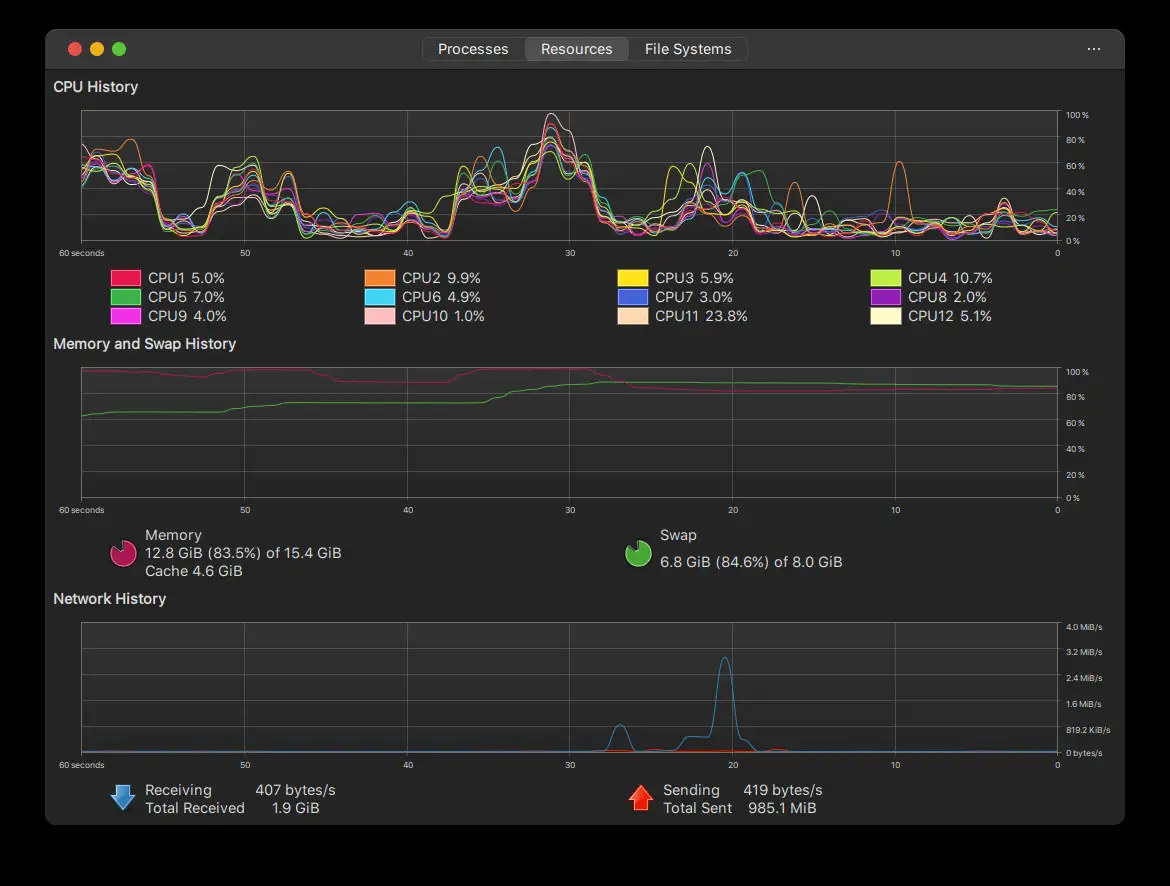 Processes Resources File Systems ...
CPU History
100 %
80 %
60 %
40 %
20 %
0 %
60 seconds 50 40 30 20 10 0
CPU1 5.0% CPU2 9.9% CPU3 5.9% CPU4 10.7%
CPU5 7.0% CPU6 4.9% CPU7 3.0% CPU8 2.0%
CPU9 4.0% CPU10 1.0% CPU11 23.8% CPU12 5.1%
Memory and Swap History
100 %
80 %
60 %
40 %
20 %
0 %
60 seconds 50 40 30 20 10 0
Memory
12.8 GiB (83.5%) of 15.4 GiB
Cache 4.6 GiB
Swap
6.8 GiB (84.6%) of 8.0 GiB
Network History
4.0 MiB/s
3.2 MiB/s
2.4 MiB/s
1.6 MiB/s
819.2 KiB/s
0 bytes/s
60 seconds 50 40 30 20 10 0
Receiving 407 bytes/s
Total Received 1.9 GiB
Sending 419 bytes/s
Total Sent 985.1 MiB